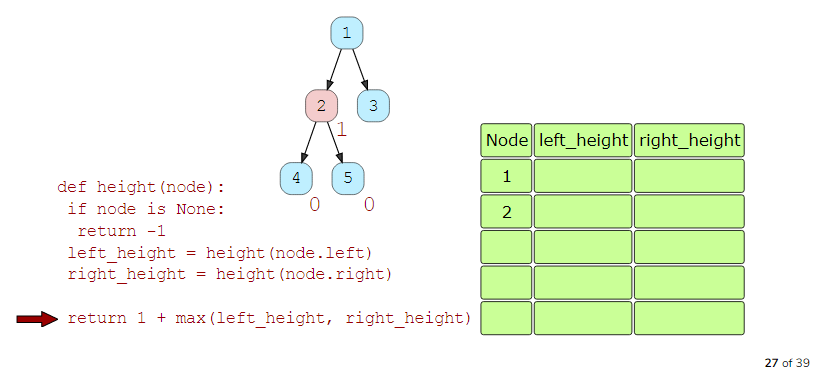 1
2
3
1
4
5
0
0
def height(node):
if node is None:
return -1
left_height = height(node.left)
right_height = height(node.right)
return 1 + max(left_height, right_height)
Node left_height right_height
1
2
27 of 39